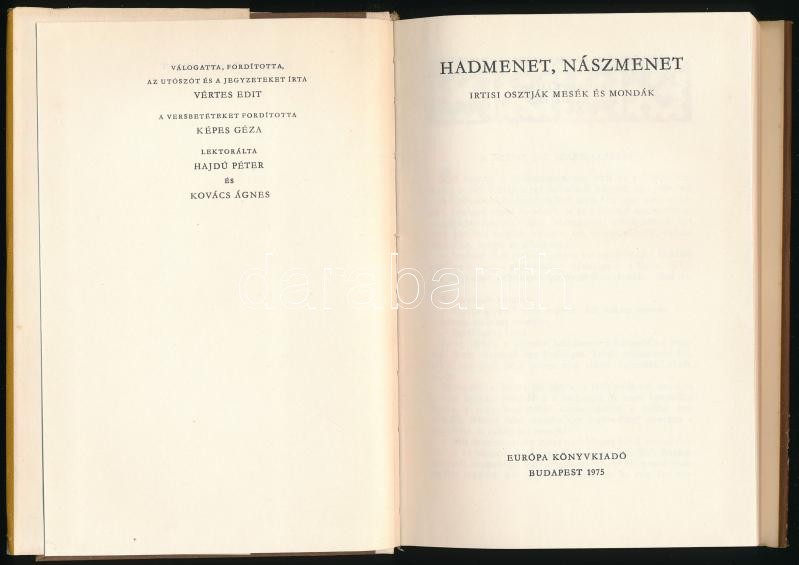 VÁLOGATTA, FORDÍTOTTA,
AZ UTÓSZÓT ÉS A JEGYZETEKET ÍRTA
VÉRTES EDIT
A VERSBETÉTEKET FORDÍTOTTA
KÉPES GÉZA
LEKTORÁLTA
HAJDÚ PÉTER
ÉS
KOVÁCS ÁGNES
HADMENET, NÁSZMENET
IRTISI OSZTJÁK MESÉK ÉS MONDÁK
EURÓPA KÖNYVKIADÓ
BUDAPEST 1975
darabanth